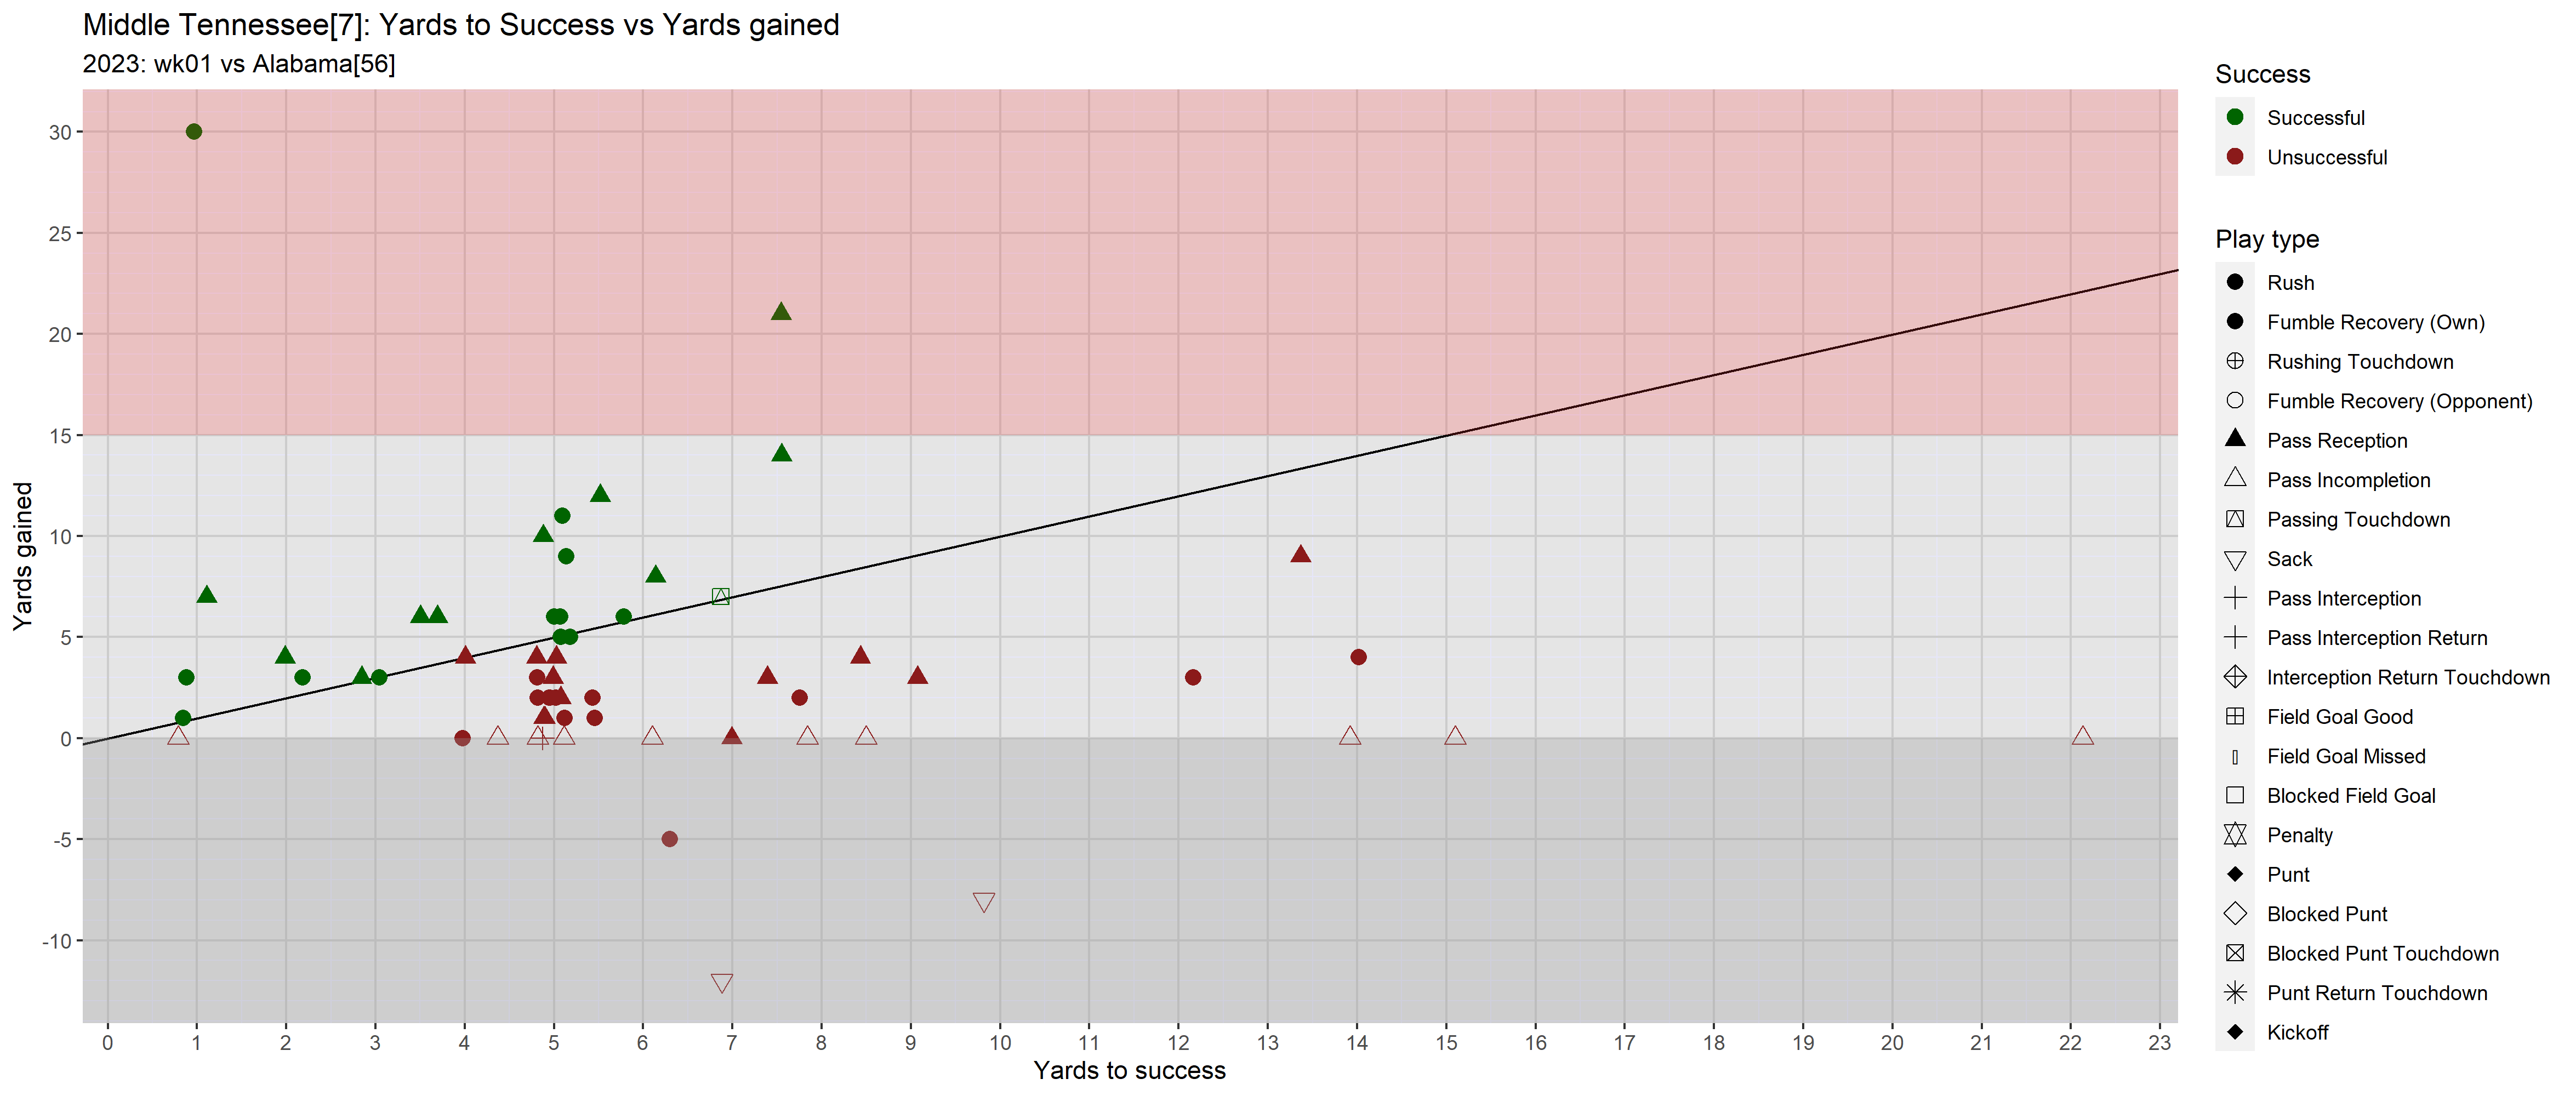 Middle Tennessee[7]: Yards to Success vs Yards gained
2023: wk01 vs Alabama[56]
Yards gained
30
25
20
15
10
5
0
-5
-10
0 1 2 3 4 5 6 7 8 9 10 11 12 13 14 15 16 17 18 19 20 21 22 23
Yards to success
Success
Successful
Unsuccessful
Play type
Rush
Fumble Recovery (Own)
Rushing Touchdown
Fumble Recovery (Opponent)
Pass Reception
Pass Incompletion
Passing Touchdown
Sack
Pass Interception
Pass Interception Return
Interception Return Touchdown
Field Goal Good
Field Goal Missed
Blocked Field Goal
Penalty
Punt
Blocked Punt
Blocked Punt Touchdown
Punt Return Touchdown
Kickoff